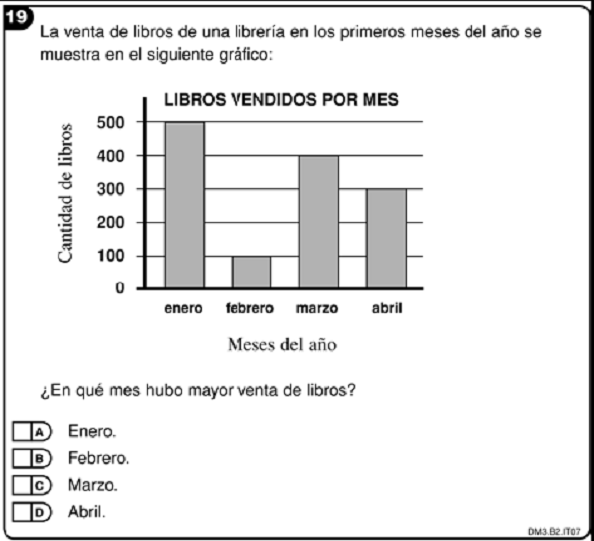 19
La venta de libros de una librería en los primeros meses del año se
muestra en el siguiente gráfico:
LIBROS VENDIDOS POR MES
Cantidad de libros
500
400
300
200
100
0
enero febrero marzo abril
Meses del año
¿En qué mes hubo mayor venta de libros?
A Enero.
B Febrero.
C Marzo.
D Abril.
DM3.B2.IT07